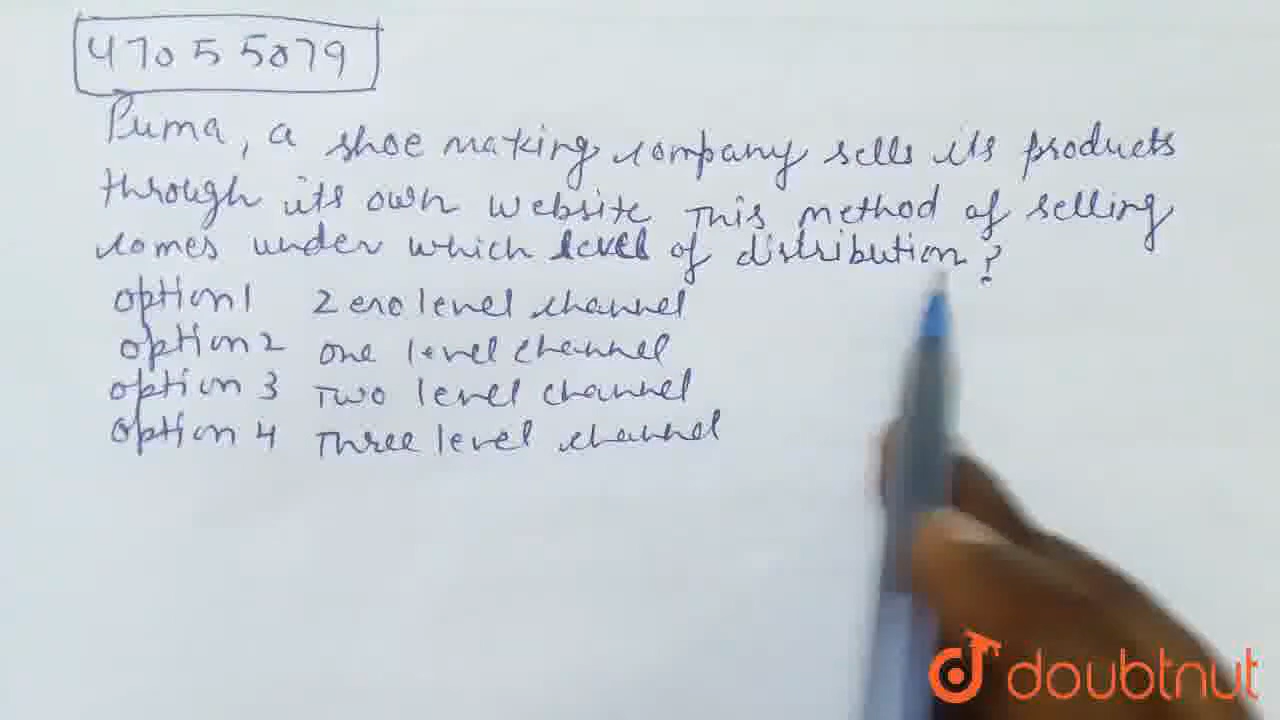 47055079
Puma, a shoe making company sells its products
through its own website This method of selling
comes under which level of distribution?
option 1 Zero level channel
option 2 one level channel
option 3 Two level channel
option 4 Three level channel
doubtnut